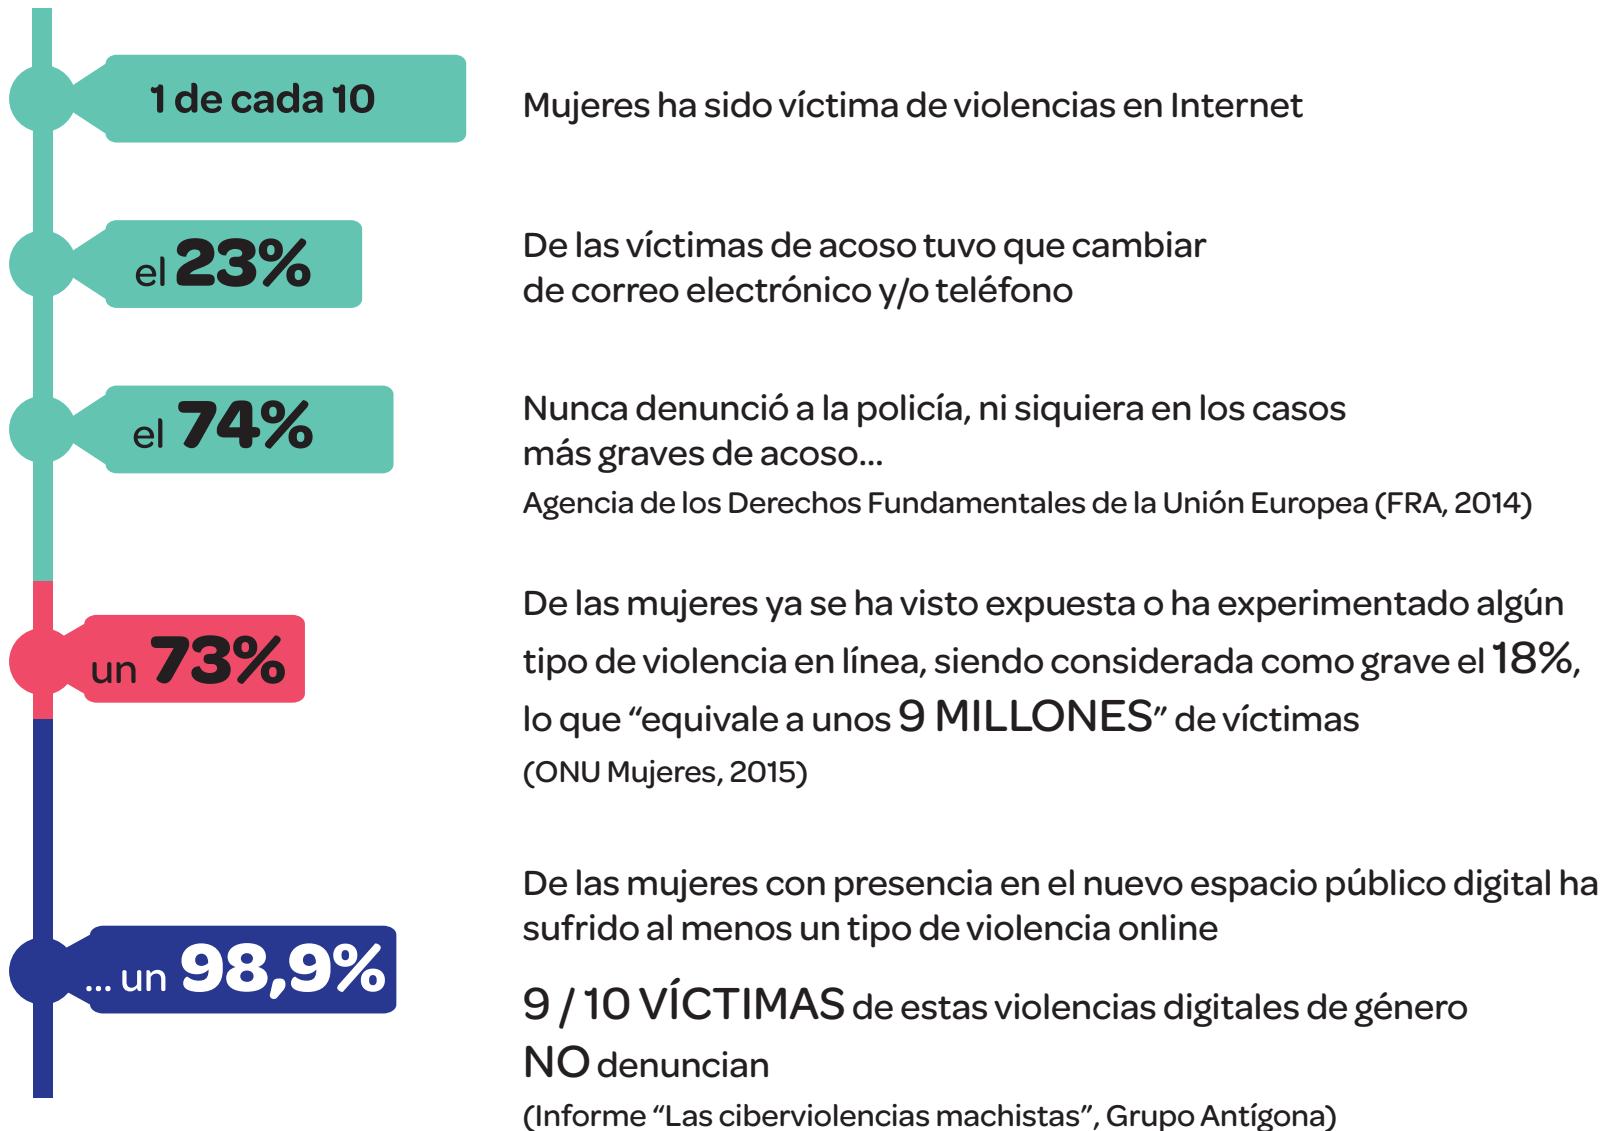 1 de cada 10
Mujeres ha sido víctima de violencias en Internet
el 23%
De las víctimas de acoso tuvo que cambiar
de correo electrónico y/o teléfono
el 74%
Nunca denunció a la policía, ni siquiera en los casos
más graves de acoso...
Agencia de los Derechos Fundamentales de la Unión Europea (FRA, 2014)
un 73%
De las mujeres ya se ha visto expuesta o ha experimentado algún
tipo de violencia en línea, siendo considerada como grave el 18%,
lo que “equivale a unos 9 MILLONES” de víctimas
(ONU Mujeres, 2015)
... un 98,9%
De las mujeres con presencia en el nuevo espacio público digital ha
sufrido al menos un tipo de violencia online
9 / 10 VÍCTIMAS de estas violencias digitales de género
NO denuncian
(Informe “Las ciberviolencias machistas”, Grupo Antígona)